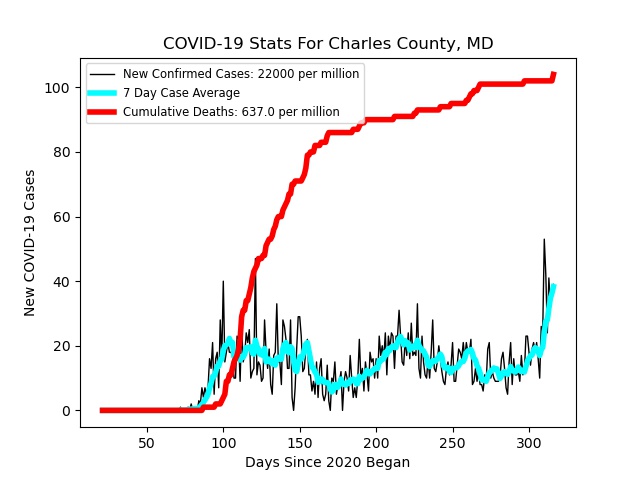 COVID-19 Stats For Charles County, MD
New Confirmed Cases: 22000 per million
7 Day Case Average
Cumulative Deaths: 637.0 per million
New COVID-19 Cases
100
80
60
40
20
0
50 100 150 200 250 300
Days Since 2020 Began